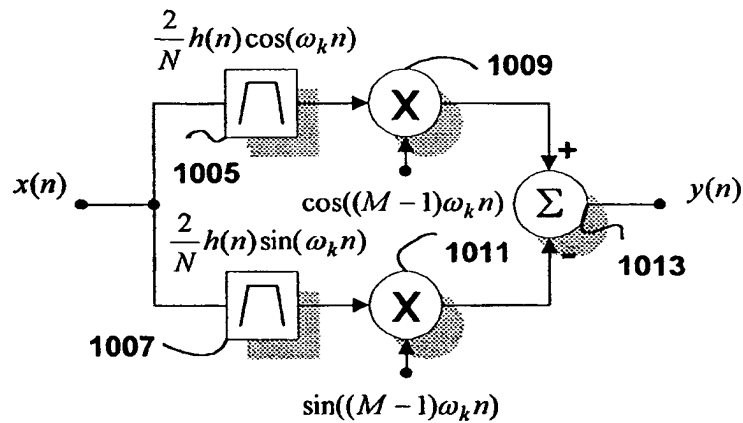 2/N h(n)cos(ω_k n)
1009
X
1005
+
x(n)
cos((M − 1)ω_k n)
Σ
y(n)
2/N h(n)sin(ω_k n)
1011
-
1013
X
1007
sin((M − 1)ω_k n)